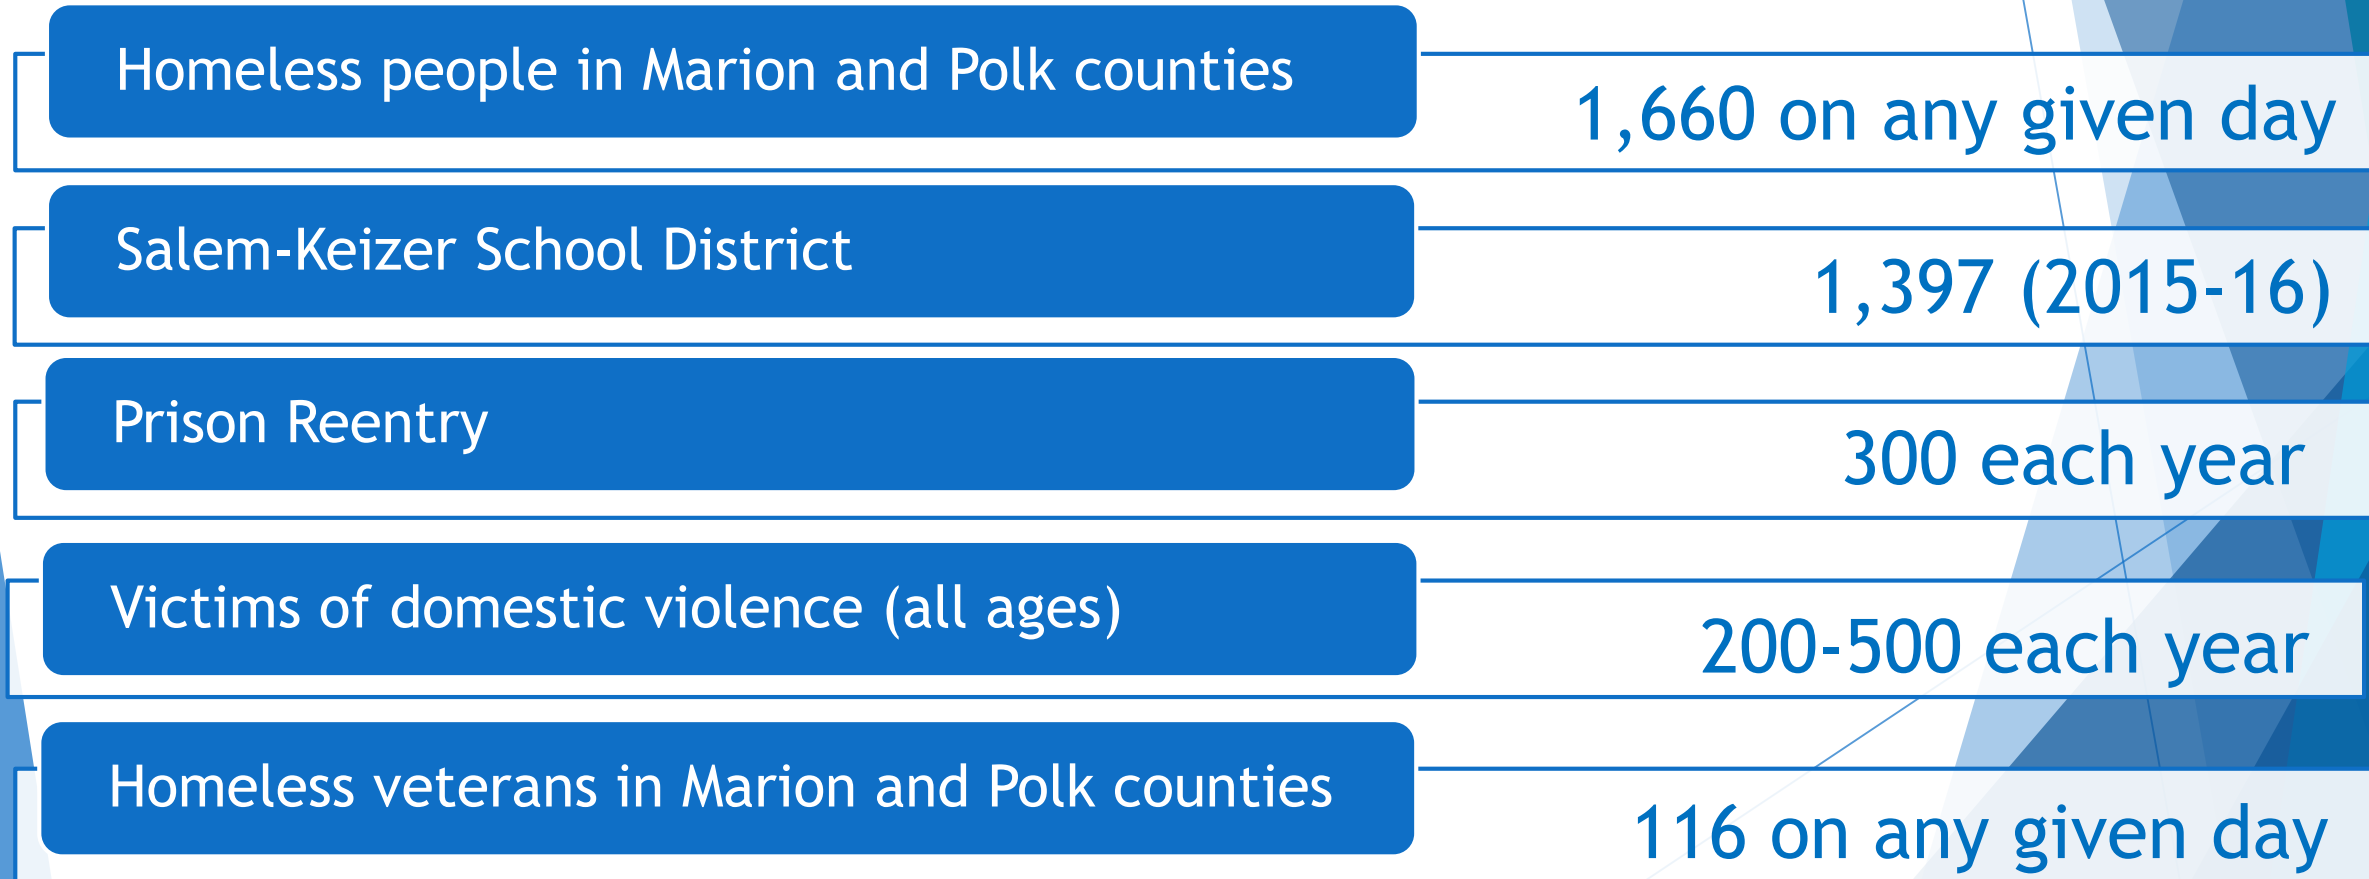 Homeless people in Marion and Polk counties
1,660 on any given day
Salem-Keizer School District
1,397 (2015-16)
Prison Reentry
300 each year
Victims of domestic violence (all ages)
200-500 each year
Homeless veterans in Marion and Polk counties
116 on any given day